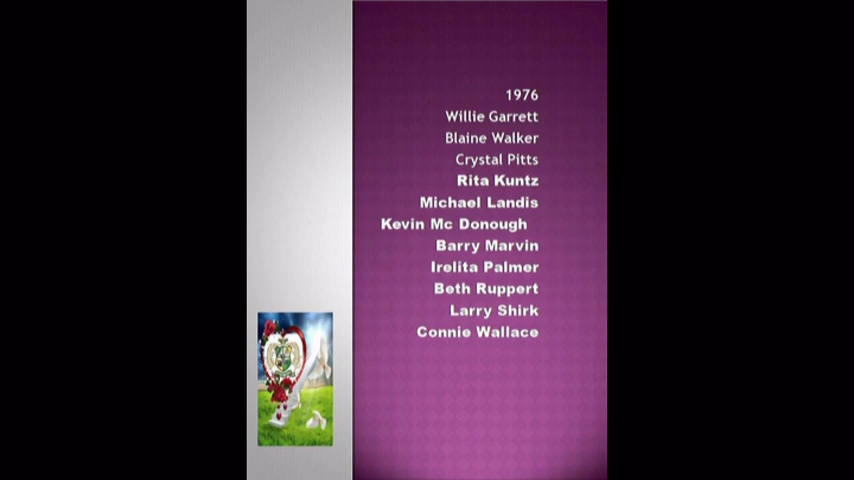 1976
Willie Garrett
Blaine Walker
Crystal Pitts
Rita Kuntz
Michael Landis
Kevin Mc Donough
Barry Marvin
Irelita Palmer
Beth Ruppert
Larry Shirk
Connie Wallace